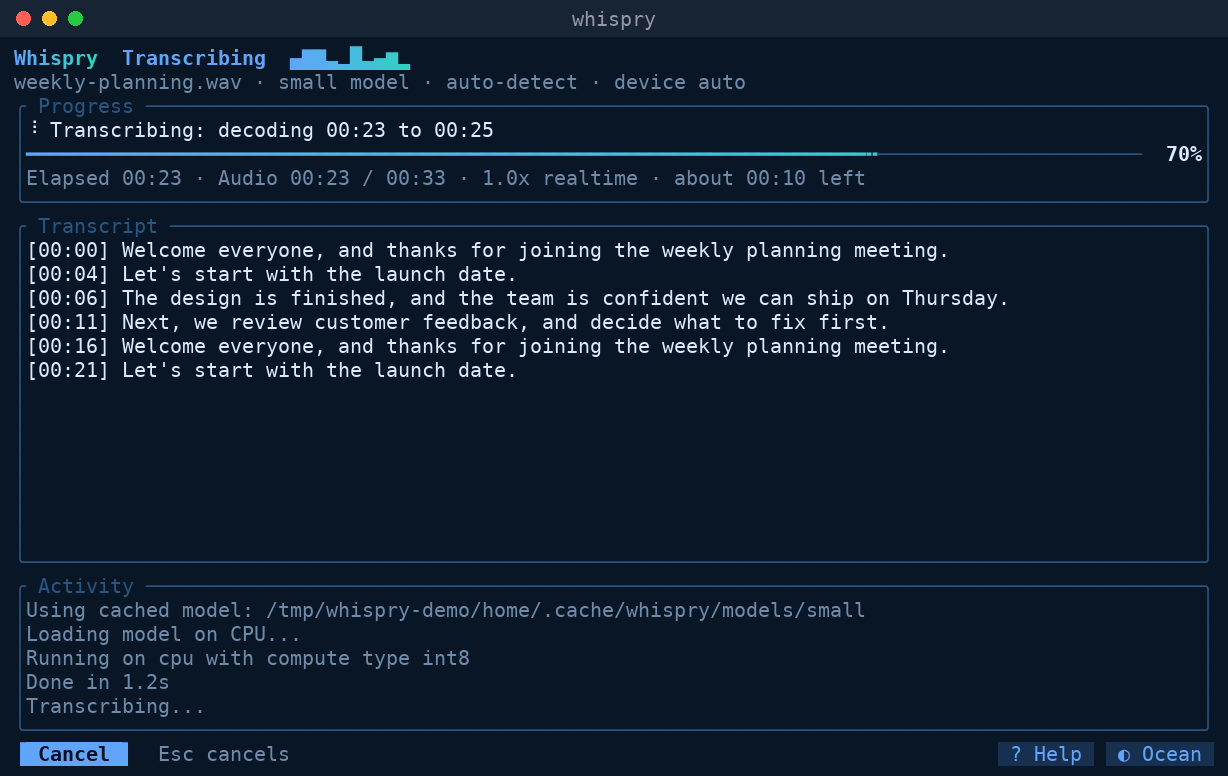 whispry
Whispry  Transcribing
weekly-planning.wav · small model · auto-detect · device auto
Progress
Transcribing: decoding 00:23 to 00:25
70%
Elapsed 00:23 · Audio 00:23 / 00:33 · 1.0x realtime · about 00:10 left
Transcript
[00:00] Welcome everyone, and thanks for joining the weekly planning meeting.
[00:04] Let's start with the launch date.
[00:06] The design is finished, and the team is confident we can ship on Thursday.
[00:11] Next, we review customer feedback, and decide what to fix first.
[00:16] Welcome everyone, and thanks for joining the weekly planning meeting.
[00:21] Let's start with the launch date.
Activity
Using cached model: /tmp/whispry-demo/home/.cache/whispry/models/small
Loading model on CPU...
Running on cpu with compute type int8
Done in 1.2s
Transcribing...
Cancel  Esc cancels  ? Help  ◐ Ocean